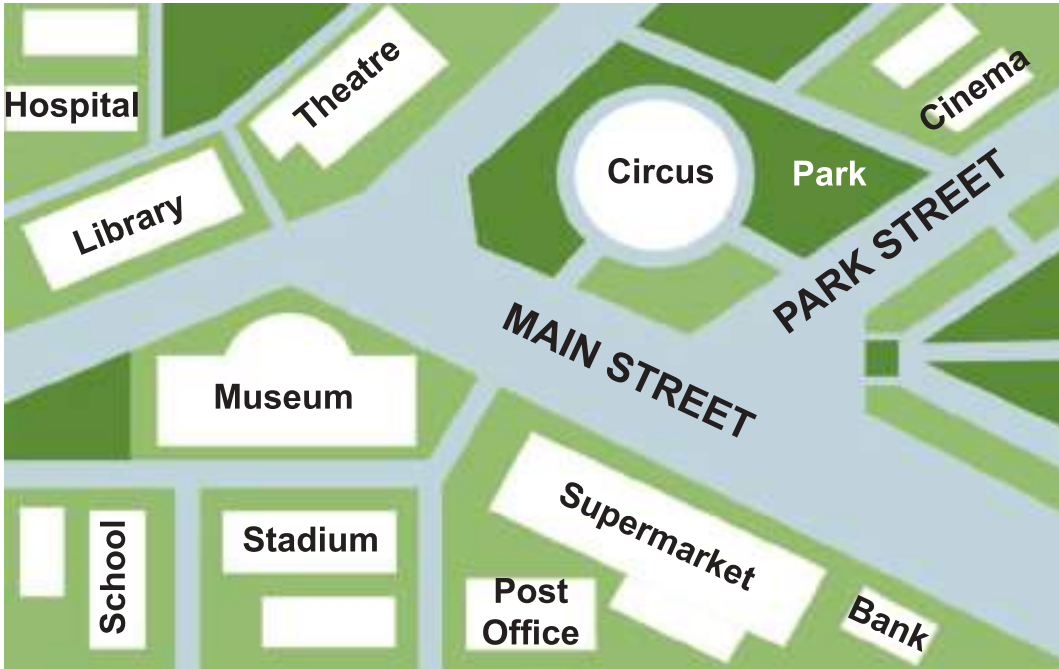 Hospital
Theatre
Cinema
Library
Circus
Park
PARK STREET
MAIN STREET
Museum
School
Stadium
Supermarket
Post
Office
Bank